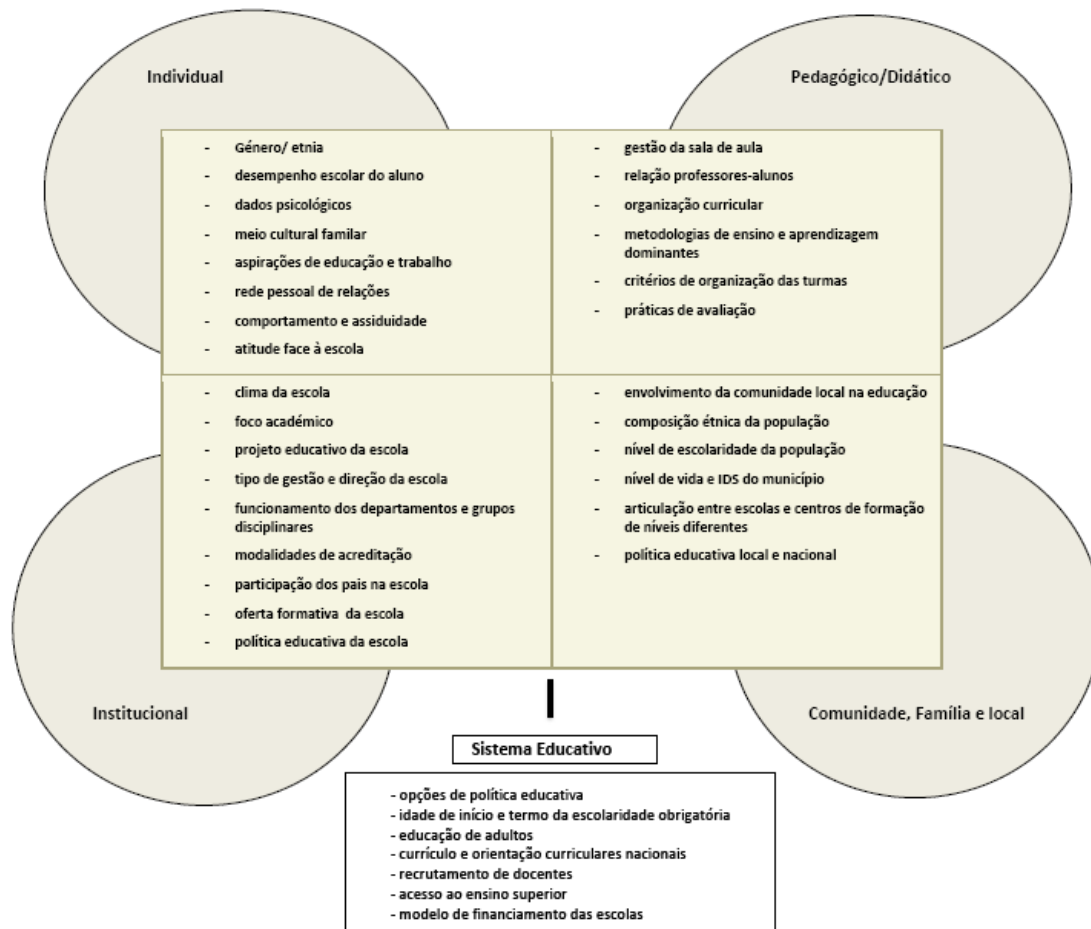 Individual
Pedagógico/Didático
- Género/ etnia
- desempenho escolar do aluno
- dados psicológicos
- meio cultural familar
- aspirações de educação e trabalho
- rede pessoal de relações
- comportamento e assiduidade
- atitude face à escola
- gestão da sala de aula
- relação professores-alunos
- organização curricular
- metodologias de ensino e aprendizagem
dominantes
- critérios de organização das turmas
- práticas de avaliação
- clima da escola
- foco académico
- projeto educativo da escola
- tipo de gestão e direção da escola
- funcionamento dos departamentos e grupos
disciplinares
- modalidades de acreditação
- participação dos pais na escola
- oferta formativa da escola
- política educativa da escola
- envolvimento da comunidade local na educação
- composição étnica da população
- nível de escolaridade da população
- nível de vida e IDS do município
- articulação entre escolas e centros de formação
de níveis diferentes
- política educativa local e nacional
Institucional
Comunidade, Família e local
Sistema Educativo
- opções de política educativa
- idade de início e termo da escolaridade obrigatória
- educação de adultos
- currículo e orientação curriculares nacionais
- recrutamento de docentes
- acesso ao ensino superior
- modelo de financiamento das escolas